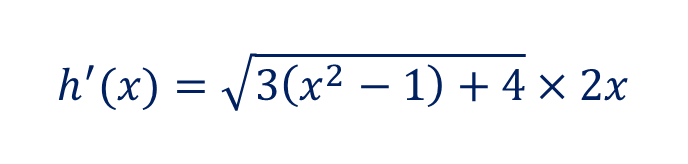 h′(x) = √(3(x² − 1) + 4) × 2x